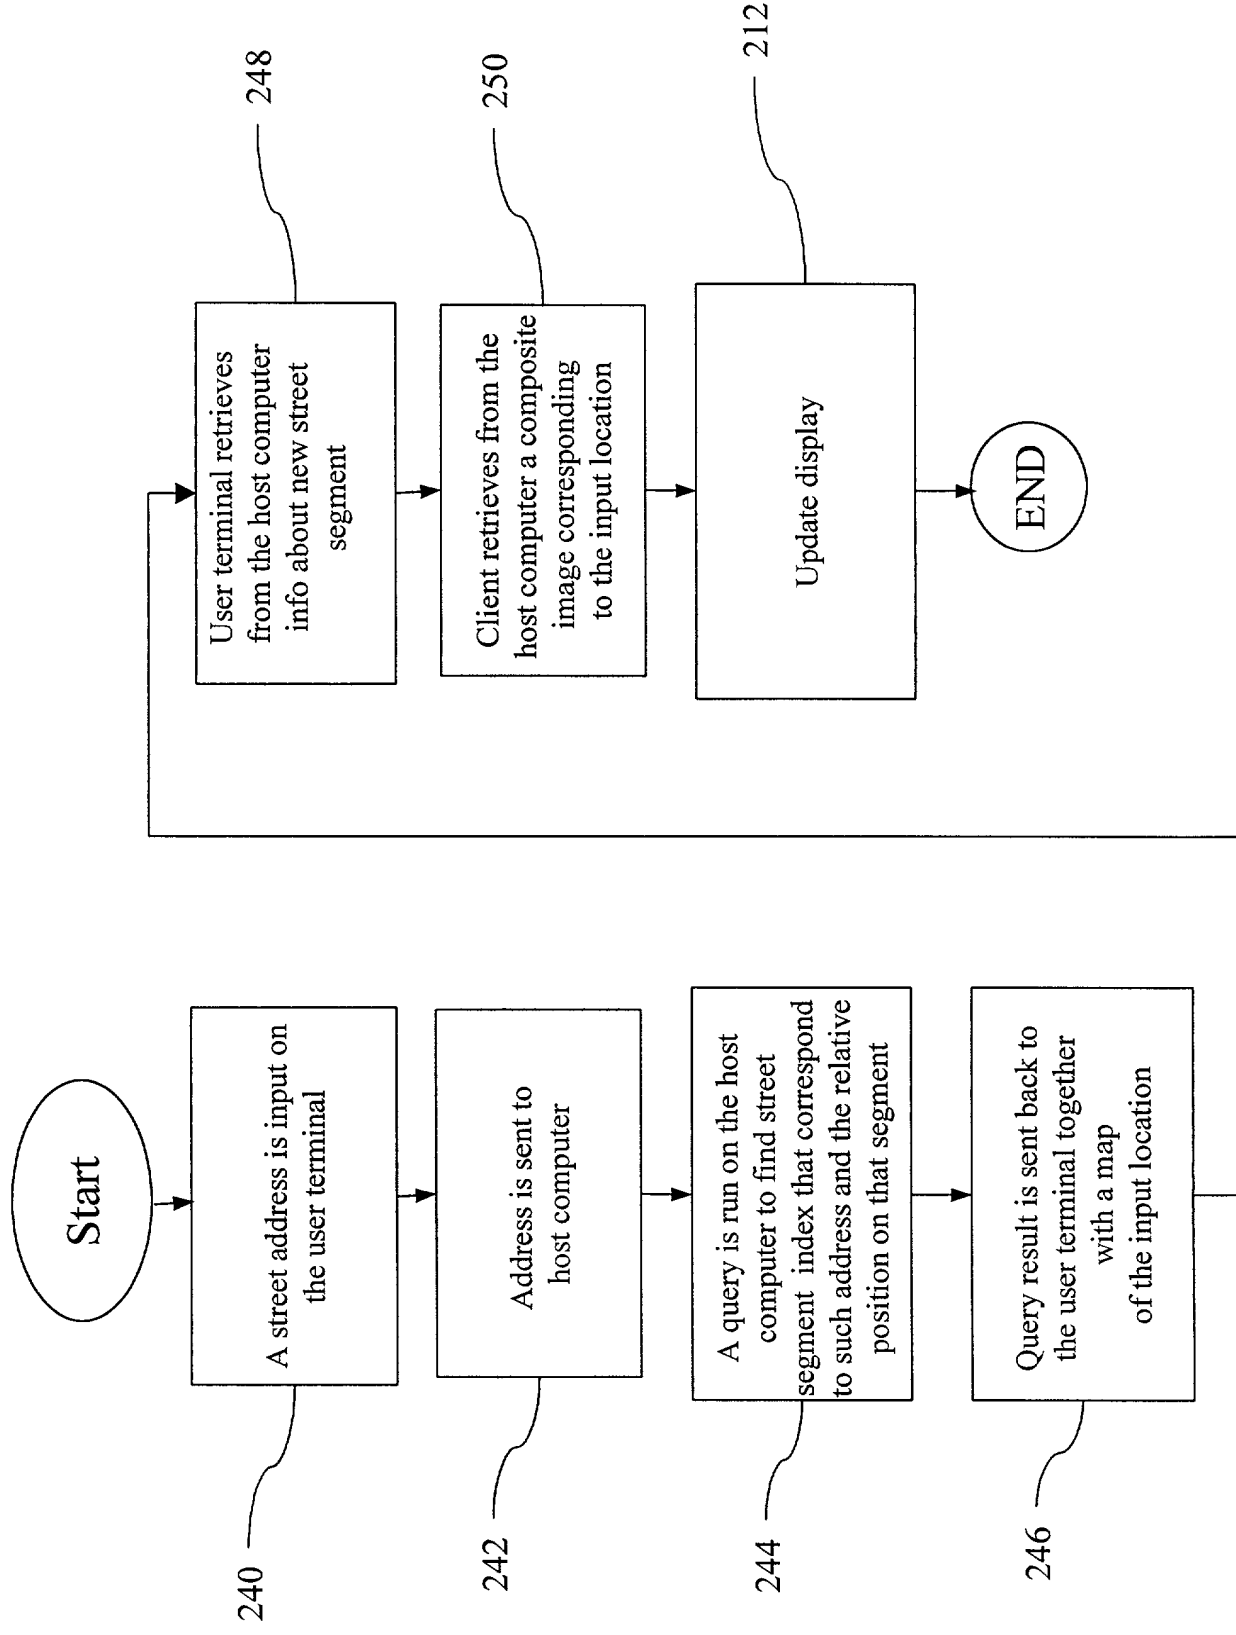 Start
A street address is input on
the user terminal
240
Address is sent to
host computer
242
A query is run on the host
computer to find street
segment index that correspond
to such address and the relative
position on that segment
244
Query result is sent back to
the user terminal together
with a map
of the input location
246
User terminal retrieves
from the host computer
info about new street
segment
248
Client retrieves from the
host computer a composite
image corresponding
to the input location
250
Update display
212
END